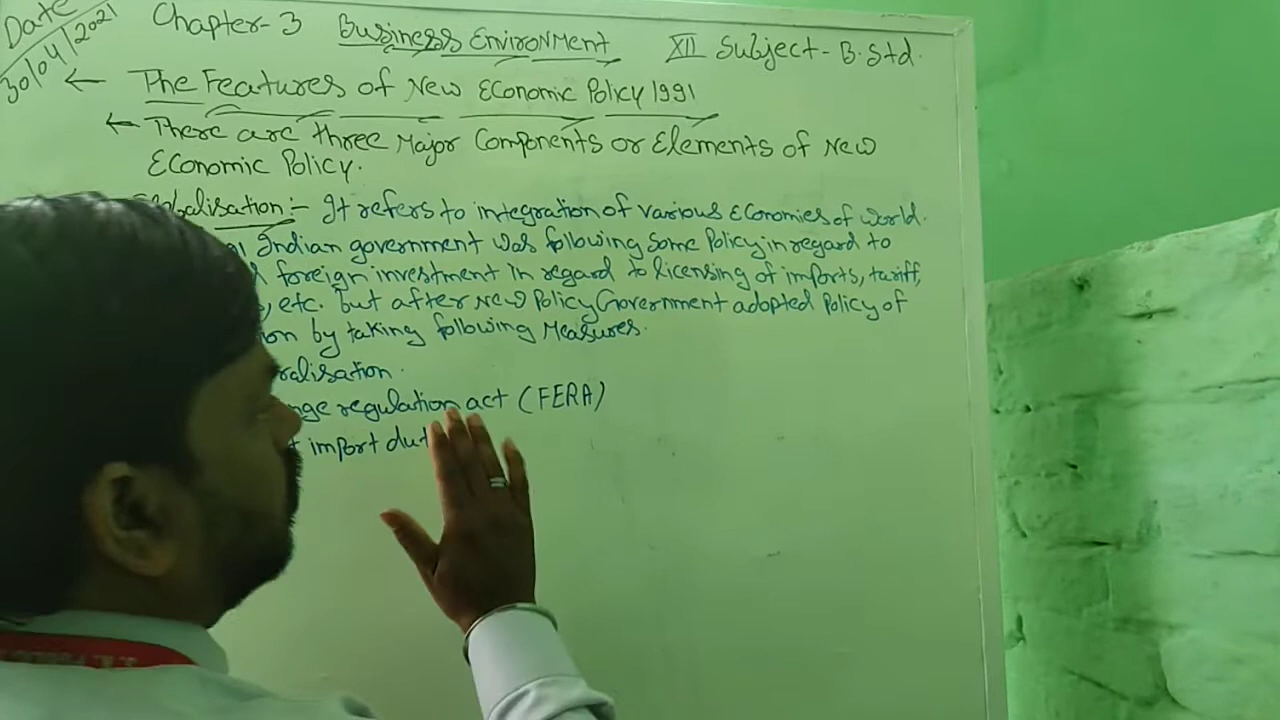 Date
30/04/2021
Chapter-3 Business Environment XII Subject- B.Std.
← The Features of New Economic Policy 1991
← There are three Major Components or Elements of New
Economic Policy.
Globalisation :- It refers to integration of various Economies of world.
Indian government was following some Policy in regard to
foreign investment in regard to licensing of imports, tariff,
, etc. but after New Policy Government adopted Policy of
by taking following Measures.
regulation act (FERA)
import